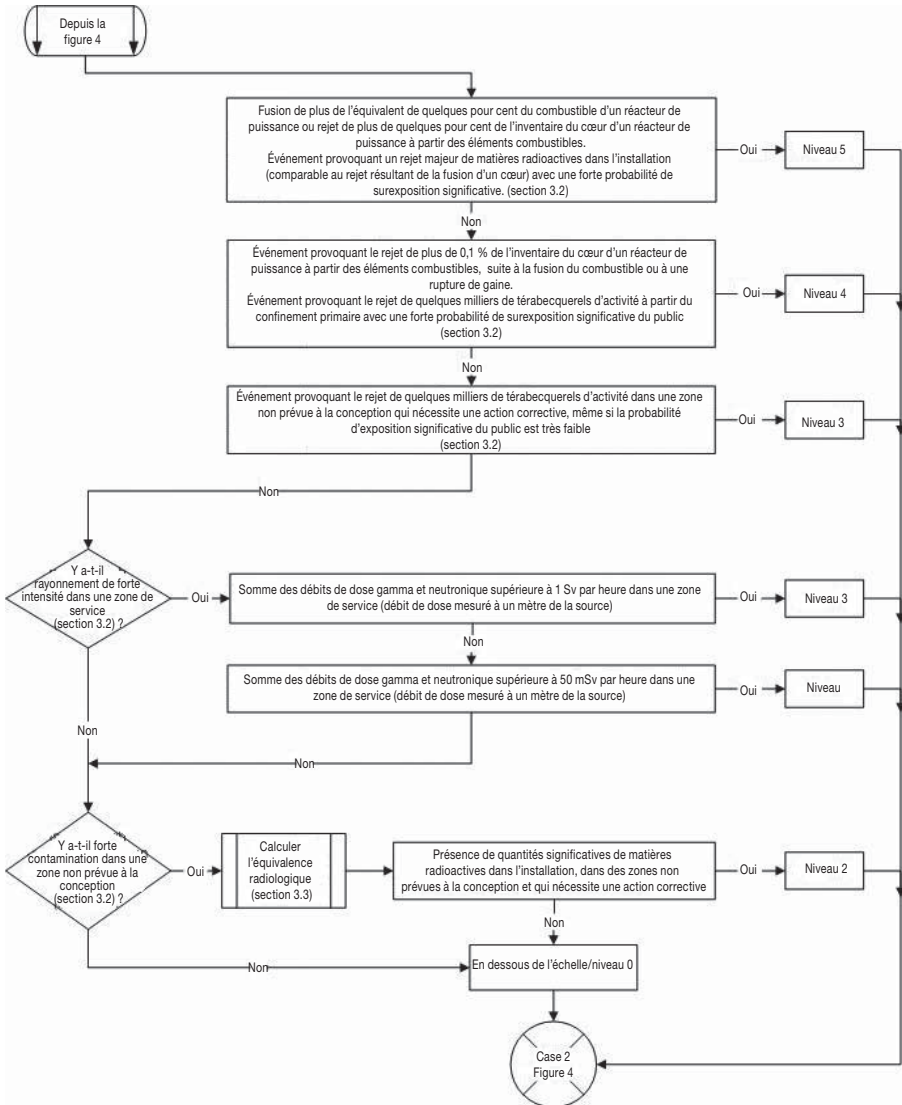 Depuis la
figure 4
Fusion de plus de l'équivalent de quelques pour cent du combustible d'un réacteur de
puissance ou rejet de plus de quelques pour cent de l'inventaire du cœur d'un réacteur de
puissance à partir des éléments combustibles.
Événement provoquant un rejet majeur de matières radioactives dans l'installation
(comparable au rejet résultant de la fusion d'un cœur) avec une forte probabilité de
surexposition significative. (section 3.2)
Oui
Niveau 5
Non
Événement provoquant le rejet de plus de 0,1 % de l'inventaire du cœur d'un réacteur de
puissance à partir des éléments combustibles, suite à la fusion du combustible ou à une
rupture de gaine.
Événement provoquant le rejet de quelques milliers de térabecquerels d'activité à partir du
confinement primaire avec une forte probabilité de surexposition significative du public
(section 3.2)
Oui
Niveau 4
Non
Événement provoquant le rejet de quelques milliers de térabecquerels d'activité dans une zone
non prévue à la conception qui nécessite une action corrective, même si la probabilité
d'exposition significative du public est très faible
(section 3.2)
Oui
Niveau 3
Non
Y a-t-il
rayonnement de forte
intensité dans une zone de
service
(section 3.2) ?
Oui
Somme des débits de dose gamma et neutronique supérieure à 1 Sv par heure dans une zone
de service (débit de dose mesuré à un mètre de la source)
Oui
Niveau 3
Non
Somme des débits de dose gamma et neutronique supérieure à 50 mSv par heure dans une
zone de service (débit de dose mesuré à un mètre de la source)
Oui
Niveau
Non
Non
Y a-t-il forte
contamination dans une
zone non prévue à la
conception
(section 3.2) ?
Oui
Calculer
l'équivalence
radiologique
(section 3.3)
Présence de quantités significatives de matières
radioactives dans l'installation, dans des zones non
prévues à la conception et qui nécessite une action corrective
Oui
Niveau 2
Non
Non
En dessous de l'échelle/niveau 0
Case 2
Figure 4